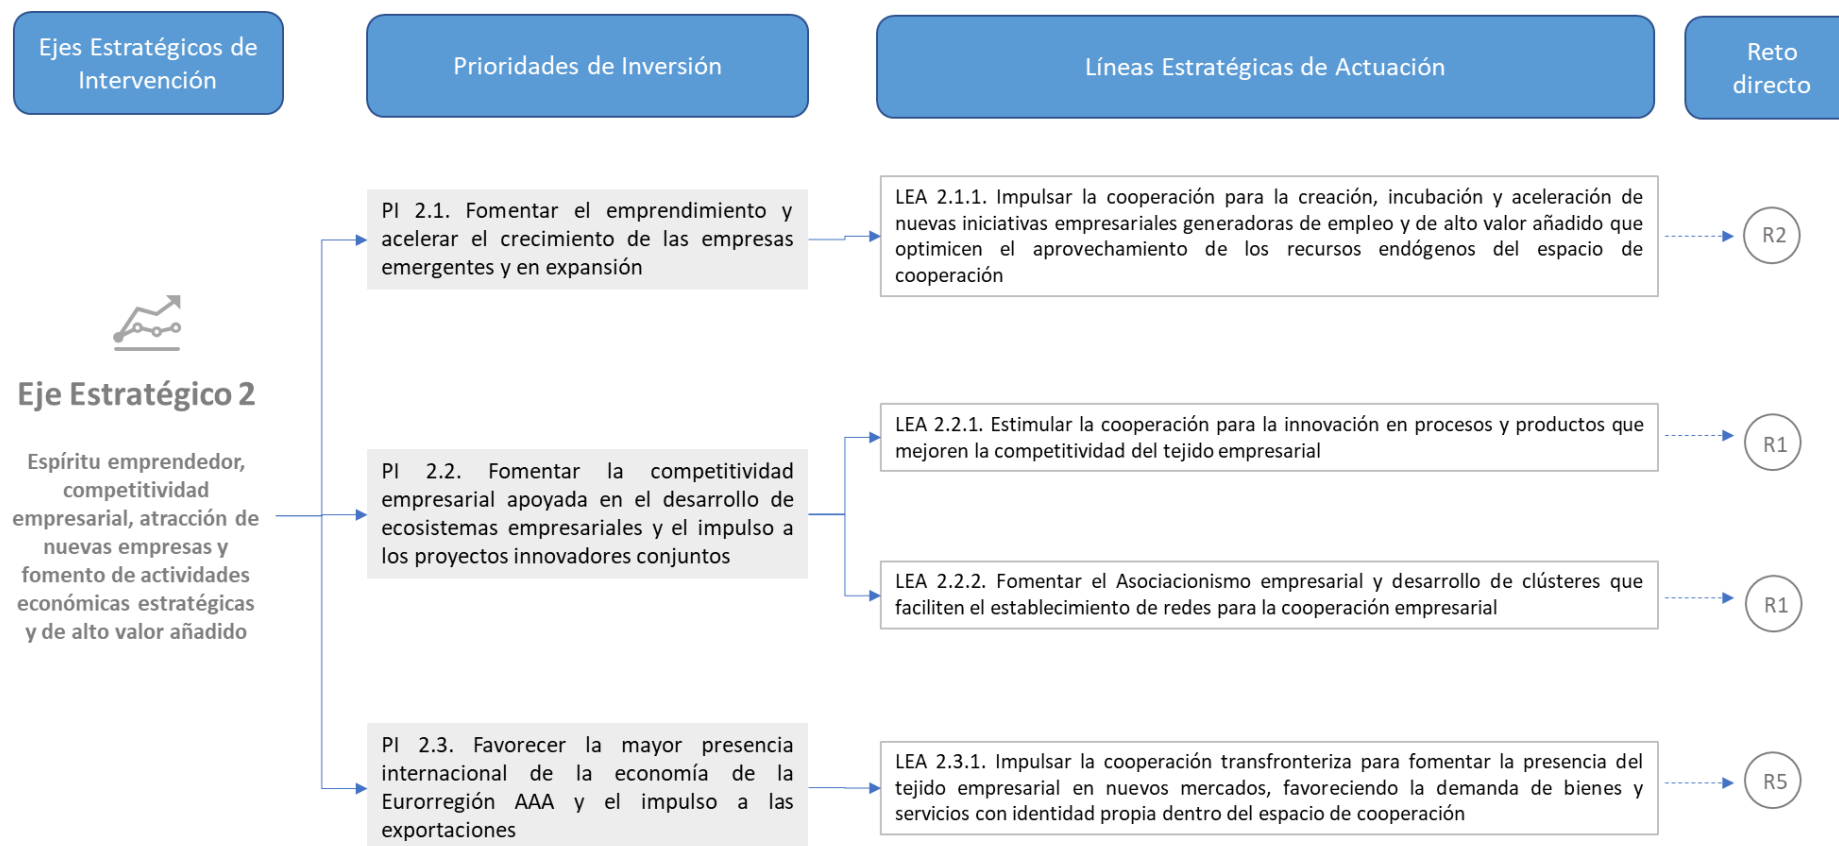 Ejes Estratégicos de
Intervención
Prioridades de Inversión
Líneas Estratégicas de Actuación
Reto
directo
Eje Estratégico 2
Espíritu emprendedor,
competitividad
empresarial, atracción de
nuevas empresas y
fomento de actividades
económicas estratégicas
y de alto valor añadido
PI 2.1. Fomentar el emprendimiento y
acelerar el crecimiento de las empresas
emergentes y en expansión
LEA 2.1.1. Impulsar la cooperación para la creación, incubación y aceleración de
nuevas iniciativas empresariales generadoras de empleo y de alto valor añadido que
optimicen el aprovechamiento de los recursos endógenos del espacio de
cooperación
R2
PI 2.2. Fomentar la competitividad
empresarial apoyada en el desarrollo de
ecosistemas empresariales y el impulso a
los proyectos innovadores conjuntos
LEA 2.2.1. Estimular la cooperación para la innovación en procesos y productos que
mejoren la competitividad del tejido empresarial
R1
LEA 2.2.2. Fomentar el Asociacionismo empresarial y desarrollo de clústeres que
faciliten el establecimiento de redes para la cooperación empresarial
R1
PI 2.3. Favorecer la mayor presencia
internacional de la economía de la
Eurorregión AAA y el impulso a las
exportaciones
LEA 2.3.1. Impulsar la cooperación transfronteriza para fomentar la presencia del
tejido empresarial en nuevos mercados, favoreciendo la demanda de bienes y
servicios con identidad propia dentro del espacio de cooperación
R5